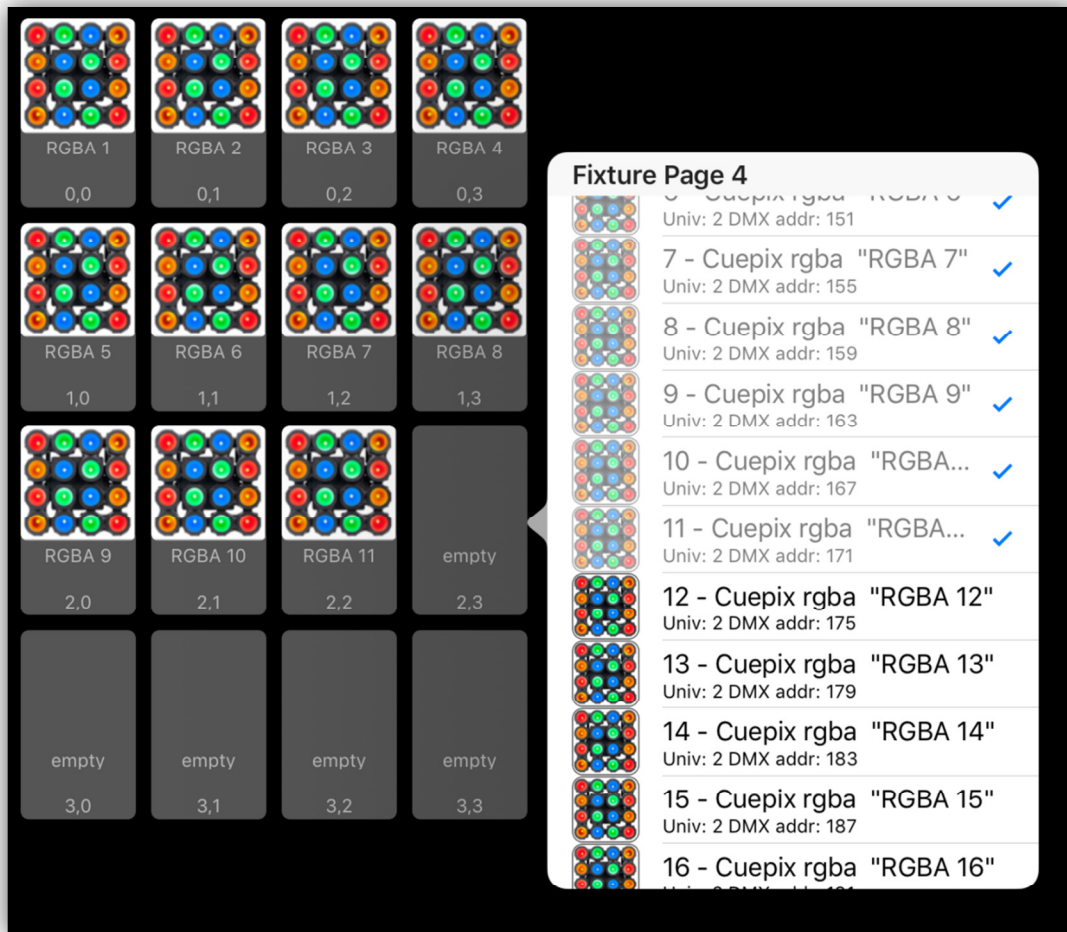 RGBA 1 RGBA 2 RGBA 3 RGBA 4
0,0 0,1 0,2 0,3
RGBA 5 RGBA 6 RGBA 7 RGBA 8
1,0 1,1 1,2 1,3
RGBA 9 RGBA 10 RGBA 11 empty
2,0 2,1 2,2 2,3
empty empty empty empty
3,0 3,1 3,2 3,3
Fixture Page 4
Univ: 2 DMX addr: 151
7 - Cuepix rgba "RGBA 7"
Univ: 2 DMX addr: 155
8 - Cuepix rgba "RGBA 8"
Univ: 2 DMX addr: 159
9 - Cuepix rgba "RGBA 9"
Univ: 2 DMX addr: 163
10 - Cuepix rgba "RGBA...
Univ: 2 DMX addr: 167
11 - Cuepix rgba "RGBA...
Univ: 2 DMX addr: 171
12 - Cuepix rgba "RGBA 12"
Univ: 2 DMX addr: 175
13 - Cuepix rgba "RGBA 13"
Univ: 2 DMX addr: 179
14 - Cuepix rgba "RGBA 14"
Univ: 2 DMX addr: 183
15 - Cuepix rgba "RGBA 15"
Univ: 2 DMX addr: 187
16 - Cuepix rgba "RGBA 16"